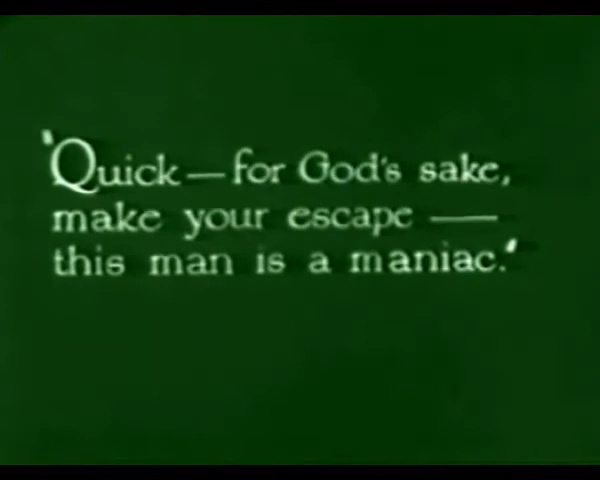 "Quick — for God's sake,
make your escape —
this man is a maniac."